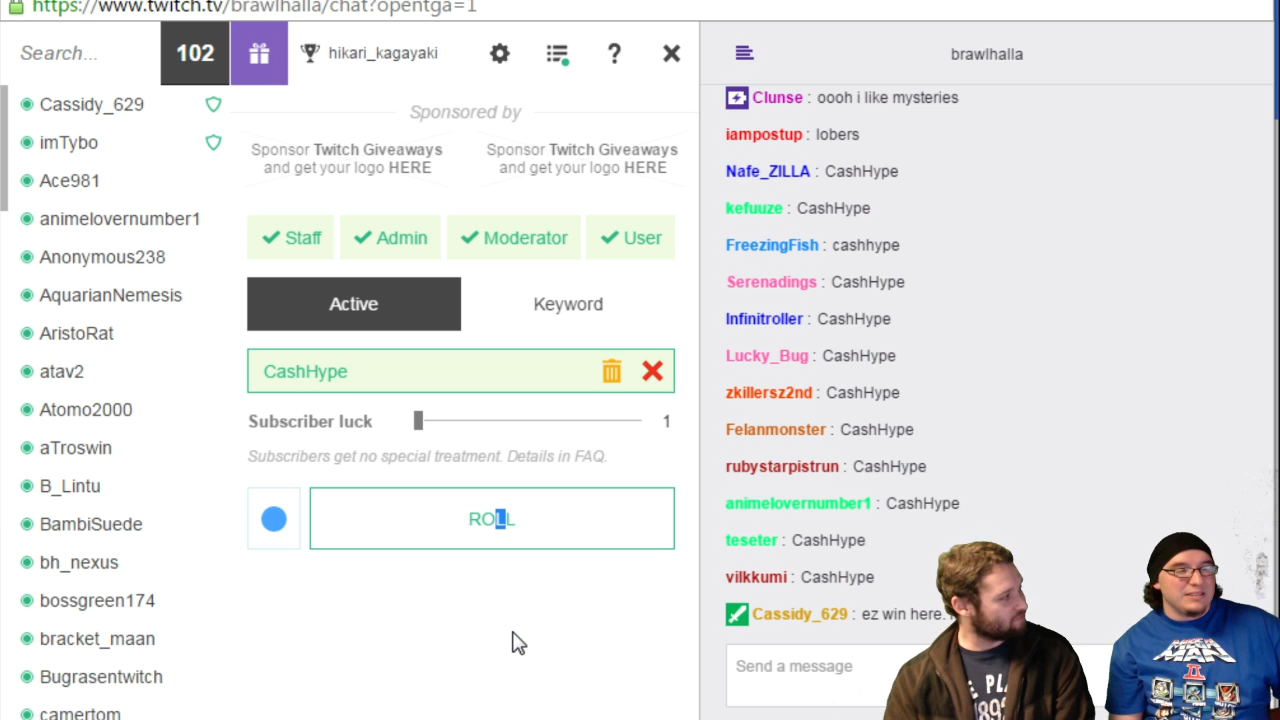 https://www.twitch.tv/brawlhalla/chat?opentga=1
Search...
102
hikari_kagayaki
?
Cassidy_629
imTybo
Ace981
animelovernumber1
Anonymous238
AquarianNemesis
AristoRat
atav2
Atomo2000
aTroswin
B_Lintu
BambiSuede
bh_nexus
bossgreen174
bracket_maan
Bugrasentwitch
camertom
Sponsored by
Sponsor Twitch Giveaways
and get your logo HERE
Sponsor Twitch Giveaways
and get your logo HERE
Staff
Admin
Moderator
User
Active
Keyword
CashHype
Subscriber luck
1
Subscribers get no special treatment. Details in FAQ.
ROLL
brawlhalla
Clunse : oooh i like mysteries
iampostup : lobers
Nafe_ZILLA : CashHype
kefuuze : CashHype
FreezingFish : cashhype
Serenadings : CashHype
Infinitroller : CashHype
Lucky_Bug : CashHype
zkillersz2nd : CashHype
Felanmonster : CashHype
rubystarpistrun : CashHype
animelovernumber1 : CashHype
teseter : CashHype
vilkkumi : CashHype
Cassidy_629 : ez win here.
Send a message
MAN
II